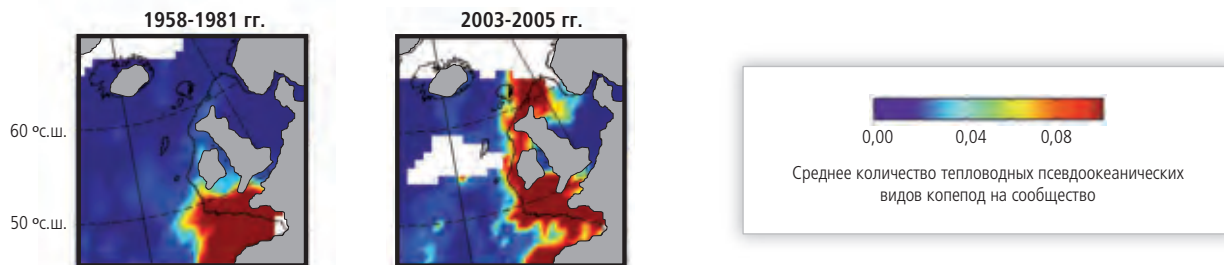 1958-1981 гг.
2003-2005 гг.
60 ºс.ш.
50 ºс.ш.
0,00 0,04 0,08
Среднее количество тепловодных псевдоокеанических
видов копепод на сообщество